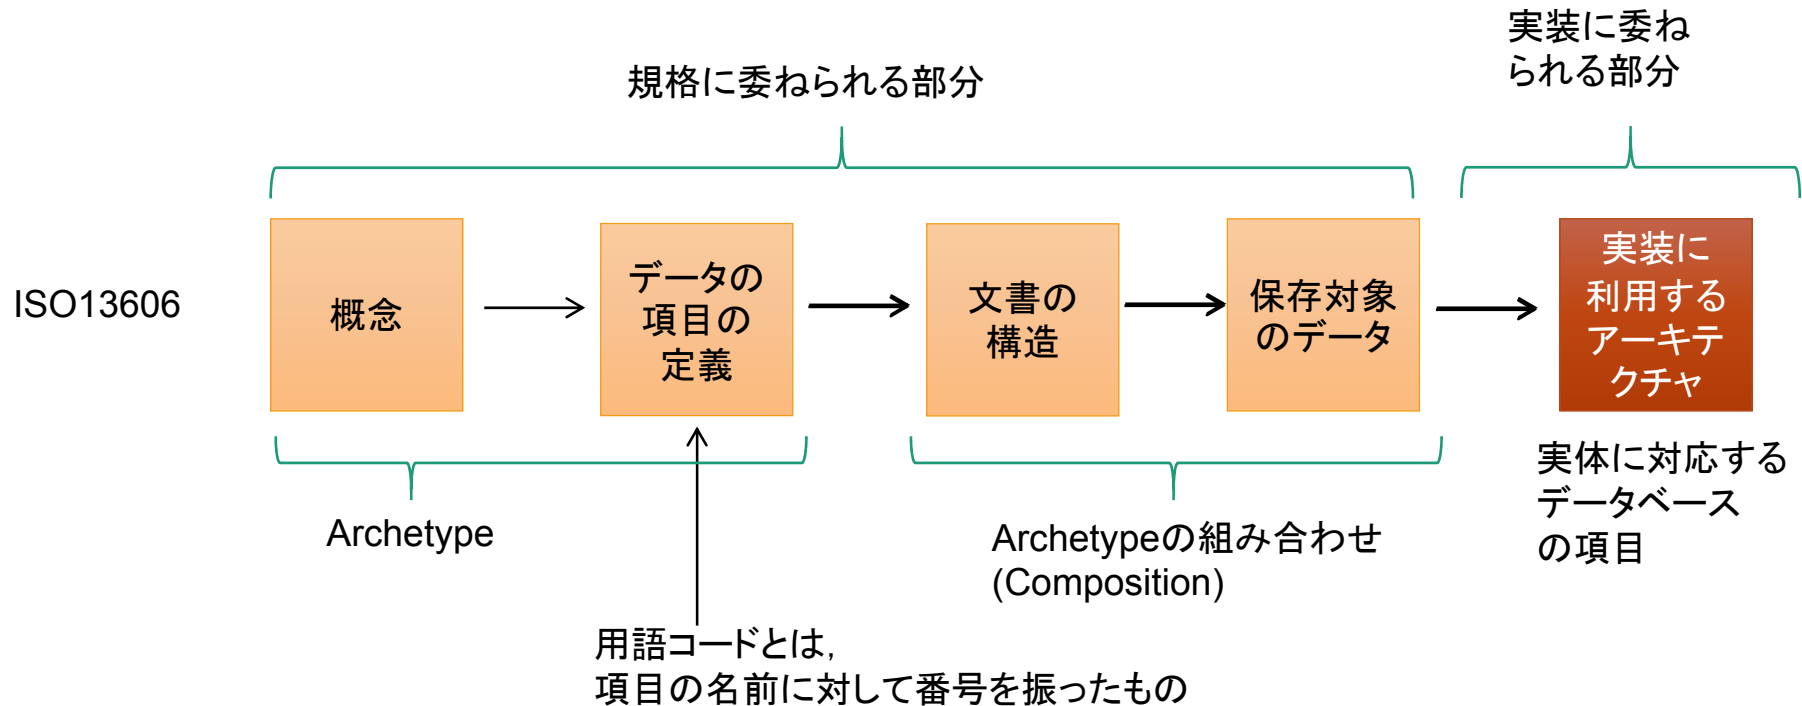 規格に委ねられる部分
実装に委ね
られる部分
ISO13606
概念
データの
項目の
定義
文書の
構造
保存対象
のデータ
実装に
利用する
アーキテ
クチャ
Archetype
Archetypeの組み合わせ
(Composition)
実体に対応する
データベース
の項目
用語コードとは,
項目の名前に対して番号を振ったもの